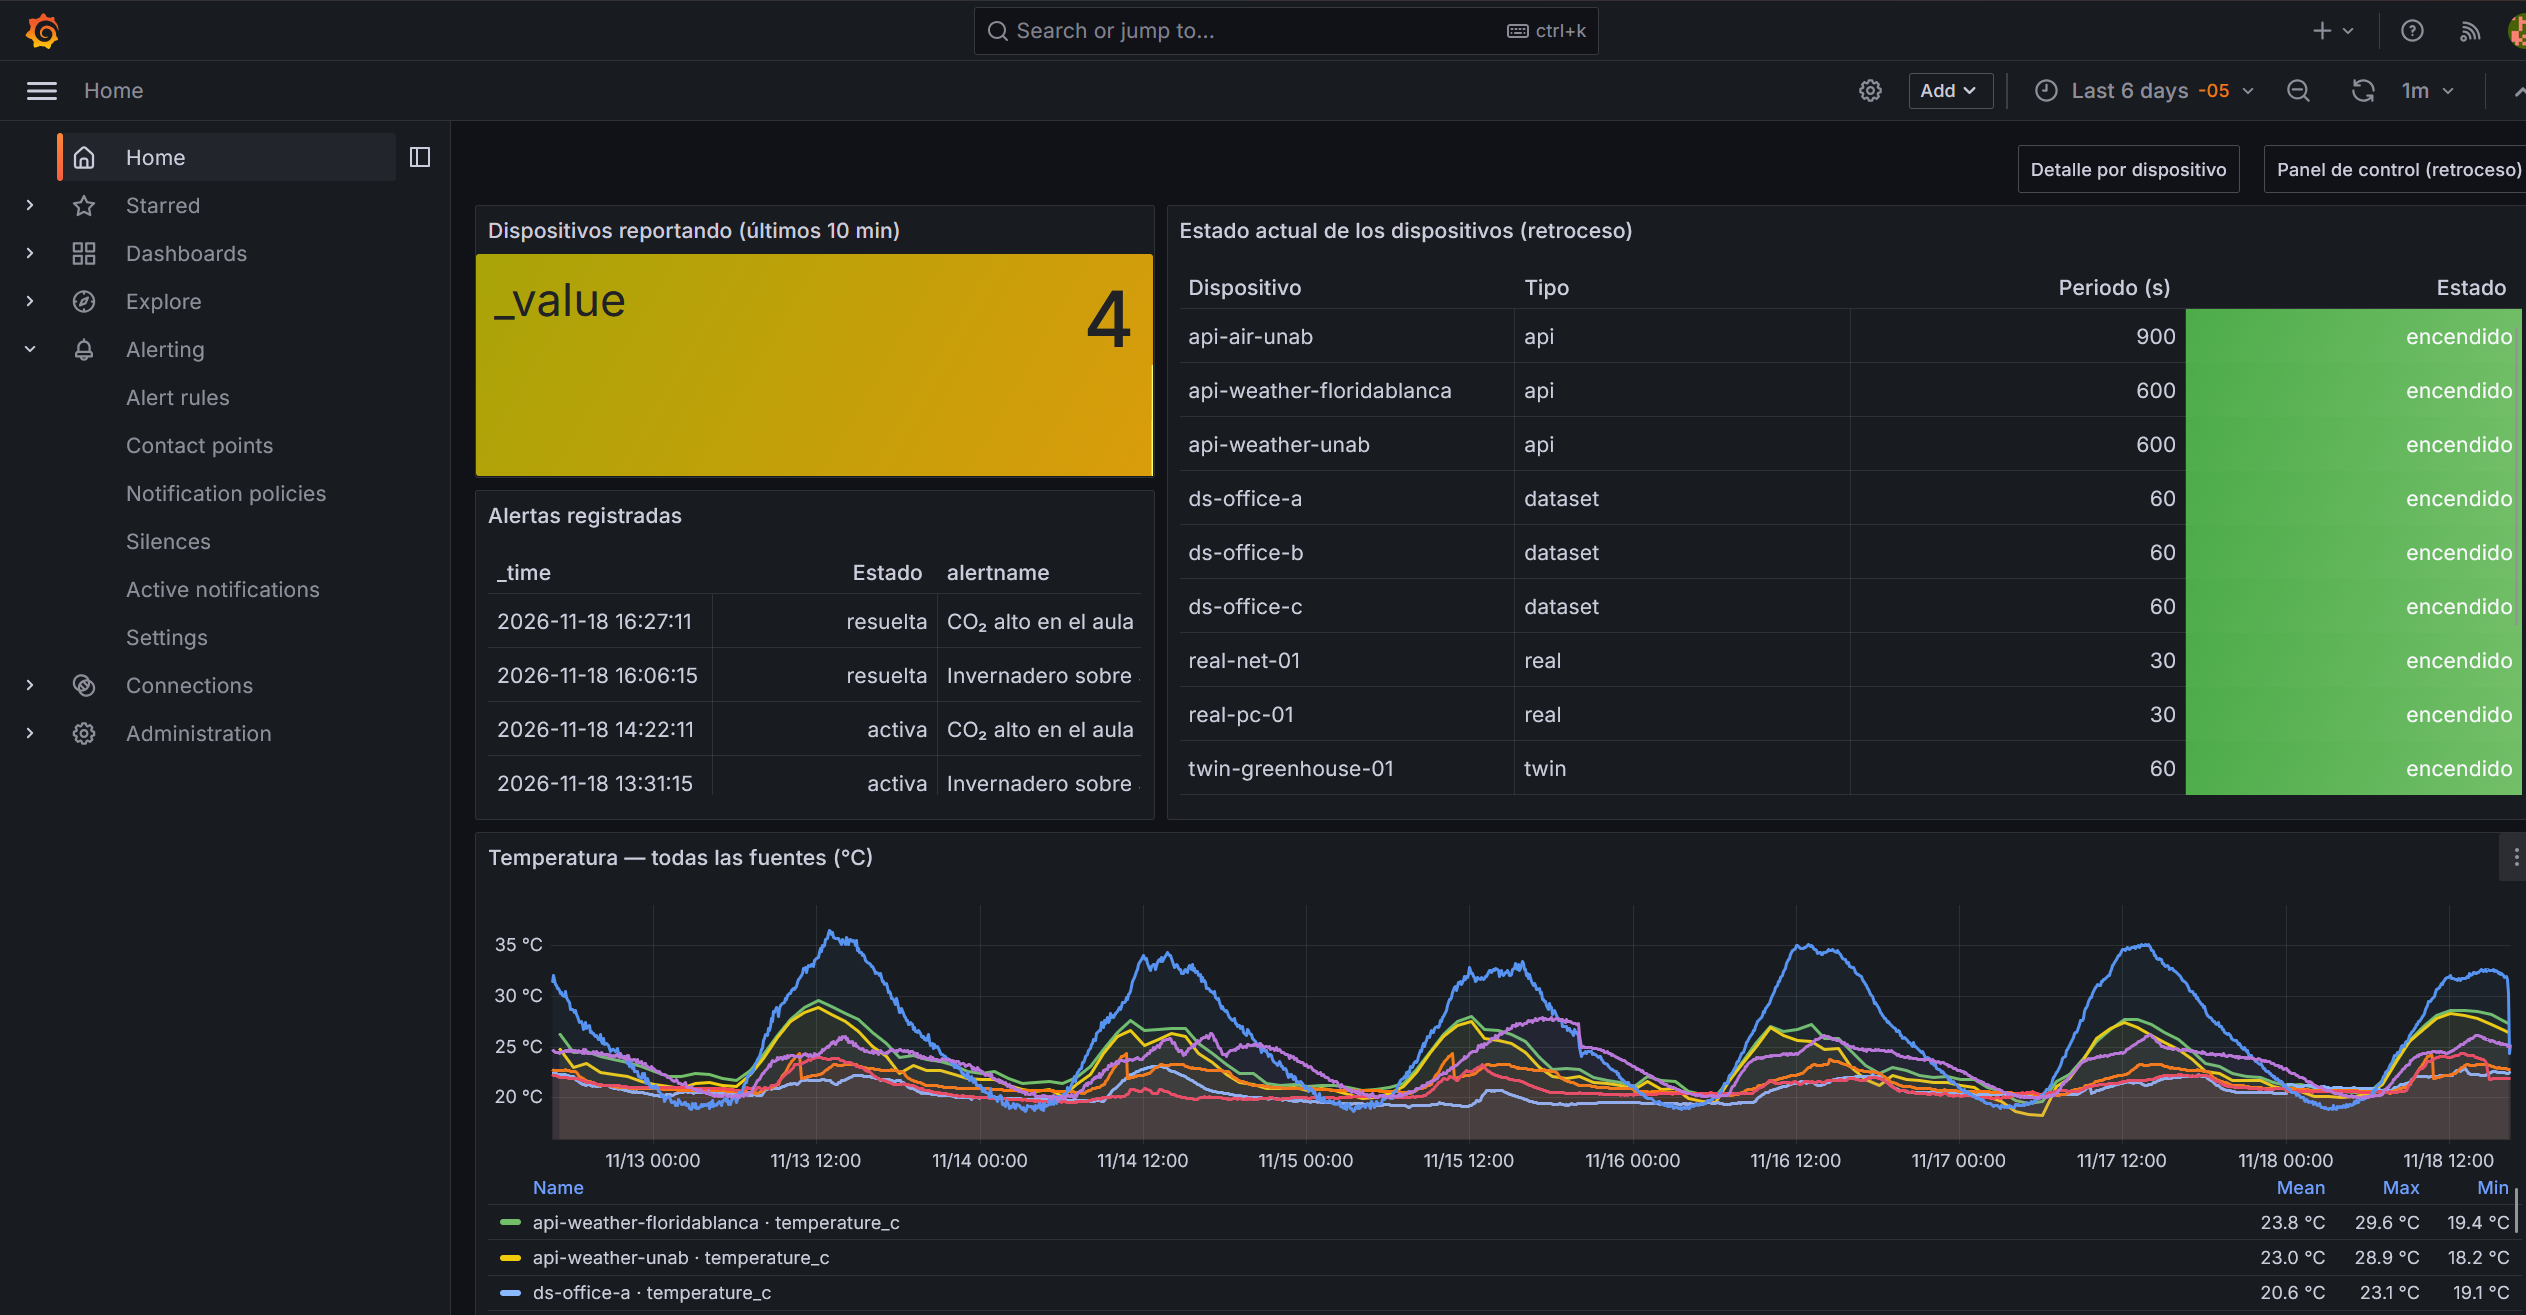 Search or jump to... ctrl+k
Home Add Last 6 days -05 1m
Home
Starred
Dashboards
Explore
Alerting
Alert rules
Contact points
Notification policies
Silences
Active notifications
Settings
Connections
Administration
Detalle por dispositivo Panel de control (retroceso)
Dispositivos reportando (últimos 10 min)
_value 4
Alertas registradas
_time Estado alertname
2026-11-18 16:27:11 resuelta CO₂ alto en el aula
2026-11-18 16:06:15 resuelta Invernadero sobre
2026-11-18 14:22:11 activa CO₂ alto en el aula
2026-11-18 13:31:15 activa Invernadero sobre
Estado actual de los dispositivos (retroceso)
Dispositivo Tipo Periodo (s) Estado
api-air-unab api 900 encendido
api-weather-floridablanca api 600 encendido
api-weather-unab api 600 encendido
ds-office-a dataset 60 encendido
ds-office-b dataset 60 encendido
ds-office-c dataset 60 encendido
real-net-01 real 30 encendido
real-pc-01 real 30 encendido
twin-greenhouse-01 twin 60 encendido
Temperatura — todas las fuentes (°C)
35 °C
30 °C
25 °C
20 °C
11/13 00:00 11/13 12:00 11/14 00:00 11/14 12:00 11/15 00:00 11/15 12:00 11/16 00:00 11/16 12:00 11/17 00:00 11/17 12:00 11/18 00:00 11/18 12:00
Name Mean Max Min
api-weather-floridablanca · temperature_c 23.8 °C 29.6 °C 19.4 °C
api-weather-unab · temperature_c 23.0 °C 28.9 °C 18.2 °C
ds-office-a · temperature_c 20.6 °C 23.1 °C 19.1 °C